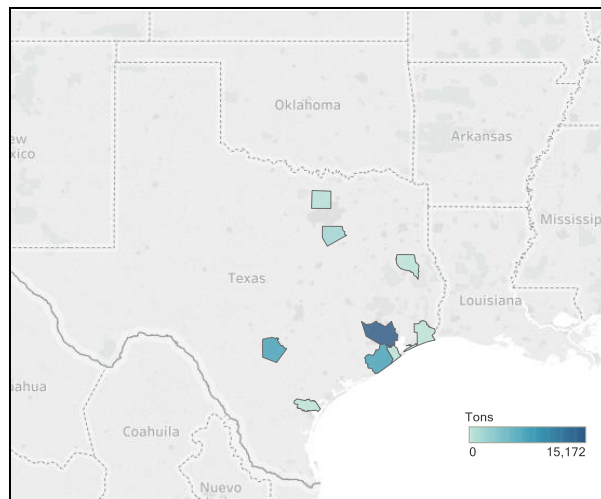 Oklahoma
Arkansas
ew
xico
Mississip
Texas
Louisiana
uahua
Coahuila
Nuevo
Tons
0 15,172